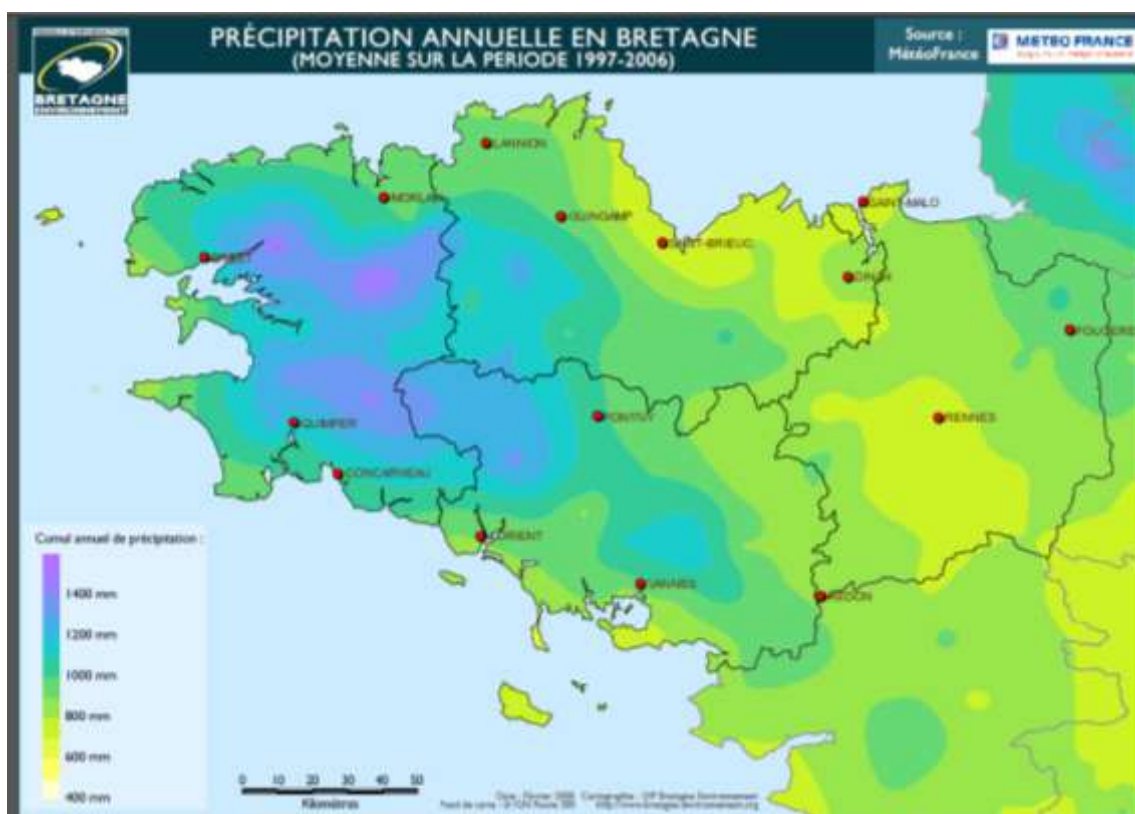 PRÉCIPITATION ANNUELLE EN BRETAGNE
(MOYENNE SUR LA PERIODE 1997-2006)
Source :
MétéoFrance
METEO FRANCE
BRETAGNE
LANNION
MORLAIX
GUINGAMP
SAINT-MALO
SAINT-BRIEUC
BREST
DINAN
FOUGERE
PONTIVY
RENNES
QUIMPER
CONCARNEAU
LORIENT
VANNES
REDON
Cumul annuel de précipitation :
1400 mm
1200 mm
1000 mm
800 mm
600 mm
400 mm
0 10 20 30 40 50
Kilomètres